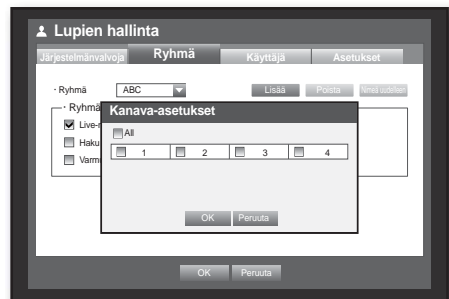 Lupien hallinta
Järjestelmänvalvoja Ryhmä Käyttäjä Asetukset
· Ryhmä ABC Lisää Poista Nimeä uudelleen
· Ryhmä
Kanava-asetukset
Live-
All
Haku
1 2 3 4
Varm
OK Peruuta
OK Peruuta